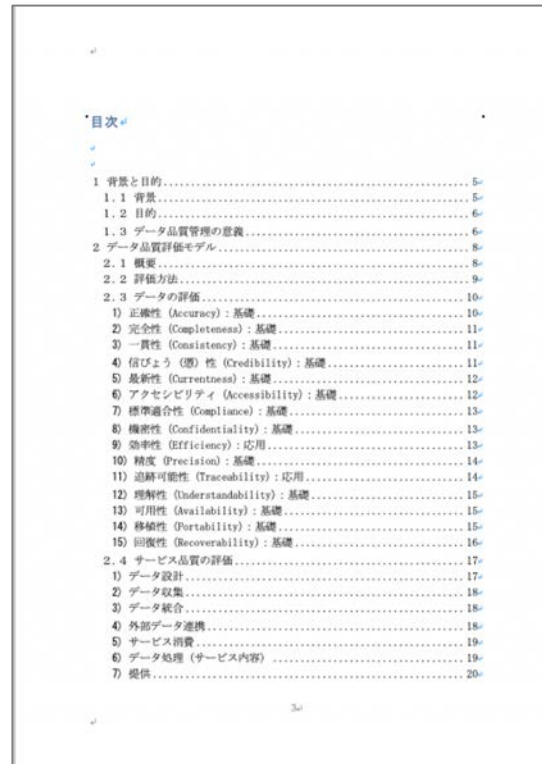 目次
1 背景と目的........................................................ 5
1.1 背景........................................................ 5
1.2 目的........................................................ 6
1.3 データ品質管理の意義........................................ 6
2 データ品質評価モデル.............................................. 8
2.1 概要........................................................ 8
2.2 評価方法.................................................... 9
2.3 データの評価................................................ 10
1) 正確性 (Accuracy) : 基礎...................................... 10
2) 完全性 (Completeness) : 基礎.................................. 11
3) 一貫性 (Consistency) : 基礎................................... 11
4) 信ぴょう (憑) 性 (Credibility) : 基礎......................... 11
5) 最新性 (Currentness) : 基礎................................... 12
6) アクセシビリティ (Accessibility) : 基礎....................... 12
7) 標準適合性 (Compliance) : 基礎................................ 13
8) 機密性 (Confidentiality) : 基礎............................... 13
9) 効率性 (Efficiency) : 応用.................................... 13
10) 精度 (Precision) : 基礎...................................... 14
11) 追跡可能性 (Traceability) : 応用............................. 14
12) 理解性 (Understandability) : 基礎............................ 15
13) 可用性 (Availability) : 基礎................................. 15
14) 移植性 (Portability) : 基礎.................................. 15
15) 回復性 (Recoverability) : 基礎............................... 16
2.4 サービス品質の評価.......................................... 17
1) データ設計.................................................... 17
2) データ収集.................................................... 18
3) データ統合.................................................... 18
4) 外部データ連携................................................ 18
5) サービス消費.................................................. 19
6) データ処理 (サービス内容) .................................... 19
7) 提供.......................................................... 20
3